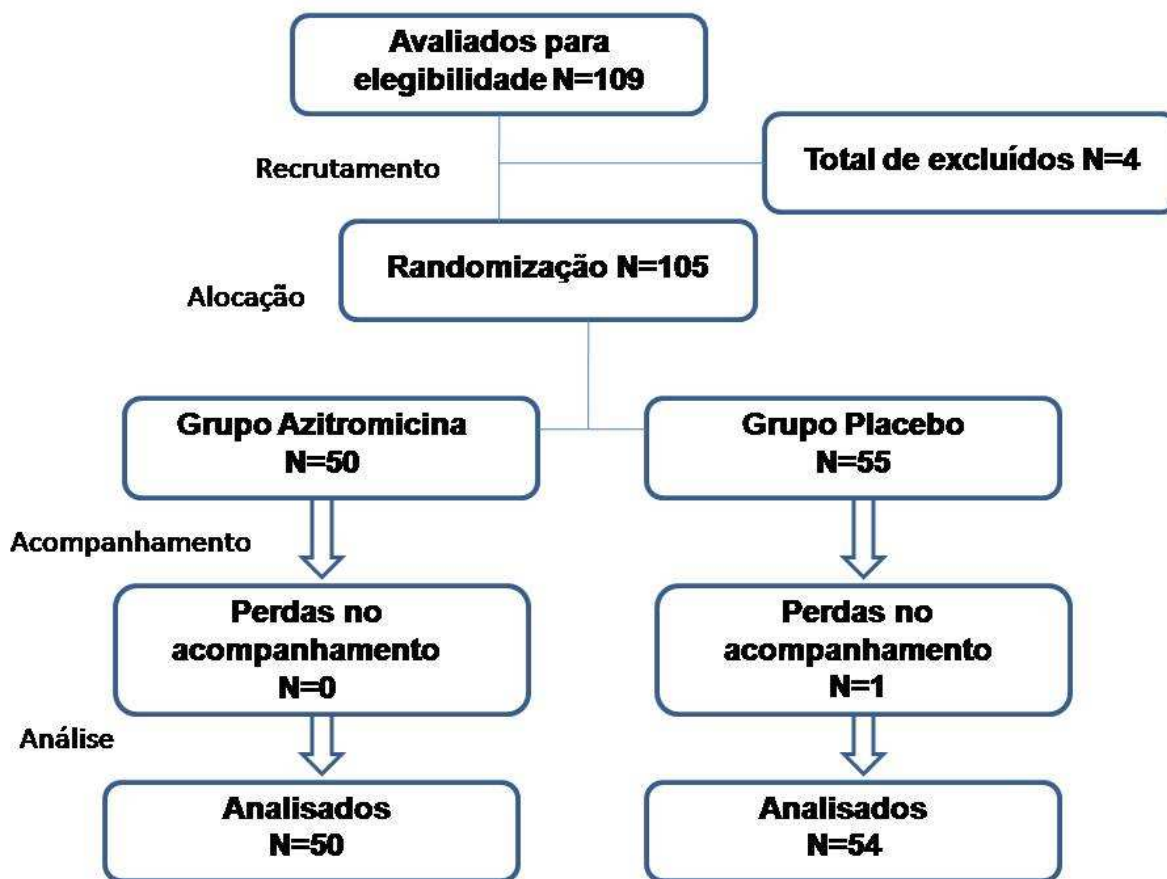 Avaliados para
elegibilidade N=109
Recrutamento
Total de excluídos N=4
Randomização N=105
Alocação
Grupo Azitromicina
N=50
Grupo Placebo
N=55
Acompanhamento
Perdas no
acompanhamento
N=0
Perdas no
acompanhamento
N=1
Análise
Analisados
N=50
Analisados
N=54